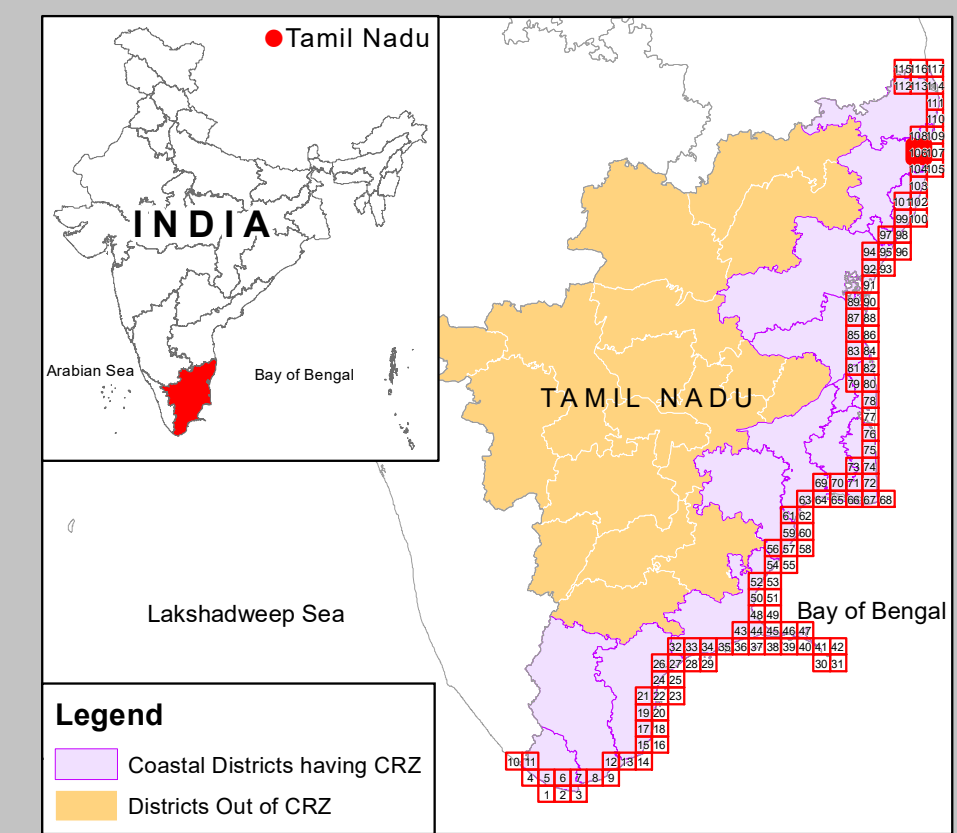 Tamil Nadu
INDIA
Arabian Sea
Bay of Bengal
TAMIL NADU
Lakshadweep Sea
Bay of Bengal
Legend
Coastal Districts having CRZ
Districts Out of CRZ
115 116 117
112 113 114
111
110
108 109
106 107
104 105
103
101 102
99 100
97 98
94 95 96
92 93
91
89 90
87 88
85 86
83 84
81 82
79 80
78
77
76
75
73 74
69 70 71 72
63 64 65 66 67 68
61 62
59 60
56 57 58
54 55
52 53
50 51
48 49
43 44 45 46 47
32 33 34 35 36 37 38 39 40 41 42
26 27 28 29 30 31
24 25
21 22 23
19 20
17 18
15 16
10 11 12 13 14
4 5 6 7 8 9
1 2 3